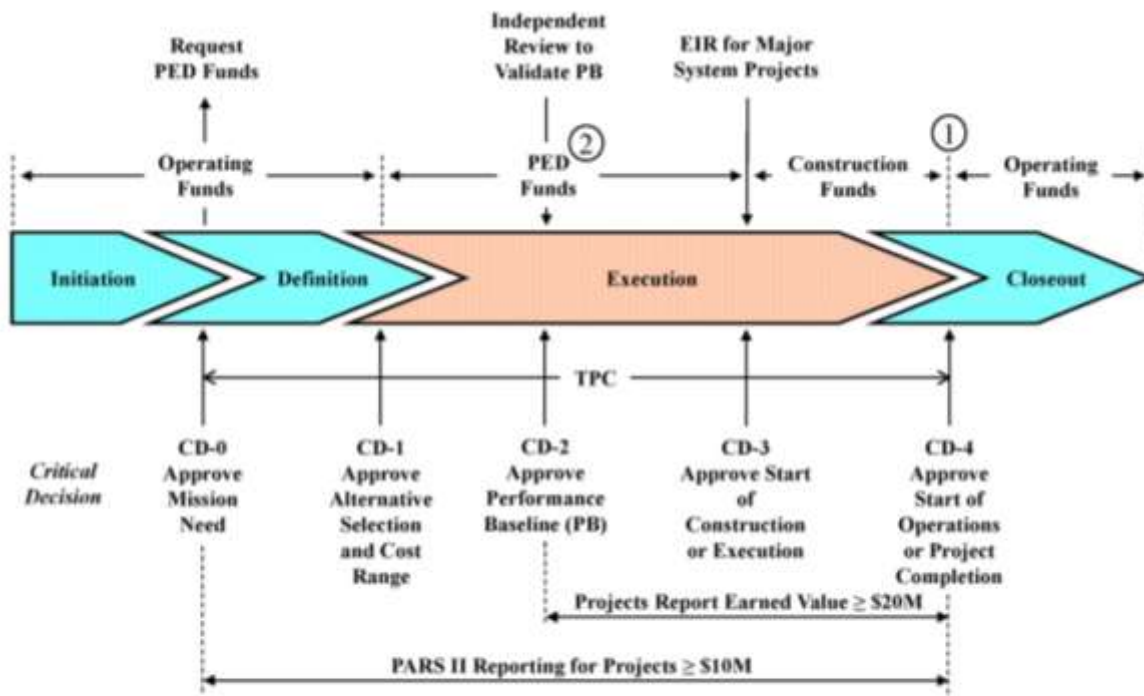 Request
PED Funds
Independent
Review to
Validate PB
EIR for Major
System Projects
Operating
Funds
PED
Funds
②
Construction
Funds
①
Operating
Funds
Initiation
Definition
Execution
Closeout
TPC
Critical
Decision
CD-0
Approve
Mission
Need
CD-1
Approve
Alternative
Selection
and Cost
Range
CD-2
Approve
Performance
Baseline (PB)
CD-3
Approve Start
of
Construction
or Execution
CD-4
Approve
Start of
Operations
or Project
Completion
Projects Report Earned Value ≥ $20M
PARS II Reporting for Projects ≥ $10M